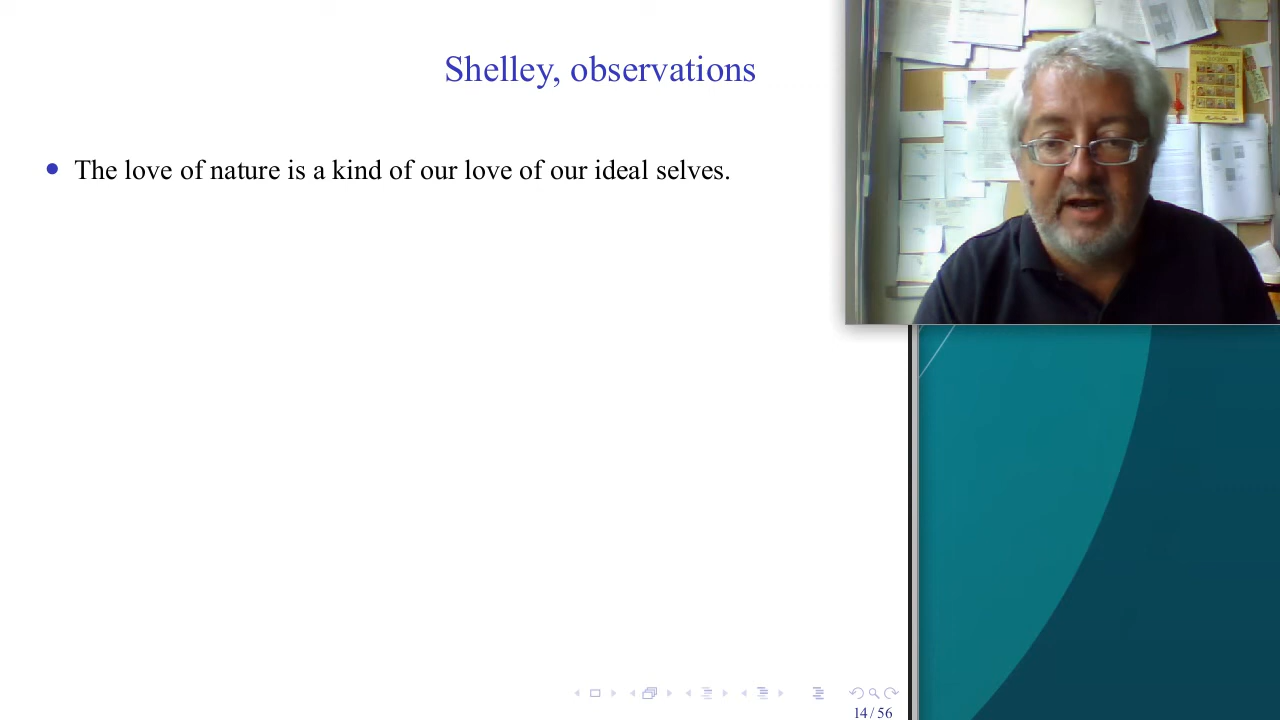 Shelley, observations
The love of nature is a kind of our love of our ideal selves.
14 / 56